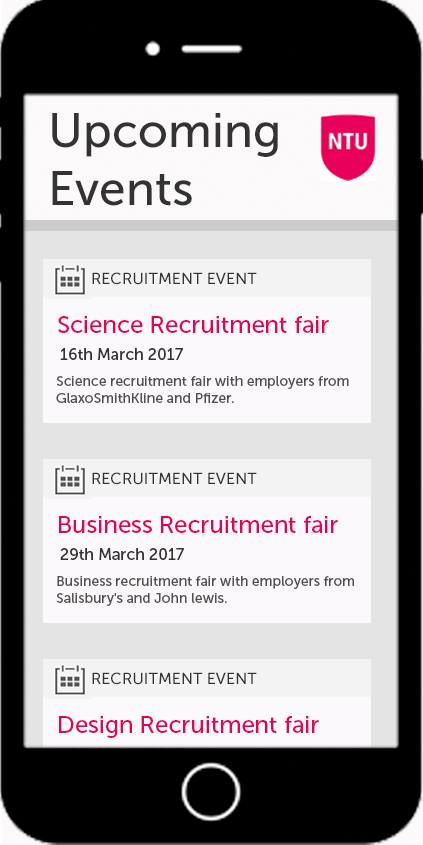 Upcoming
Events
NTU
RECRUITMENT EVENT
Science Recruitment fair
16th March 2017
Science recruitment fair with employers from
GlaxoSmithKline and Pfizer.
RECRUITMENT EVENT
Business Recruitment fair
29th March 2017
Business recruitment fair with employers from
Salisbury's and John lewis.
RECRUITMENT EVENT
Design Recruitment fair